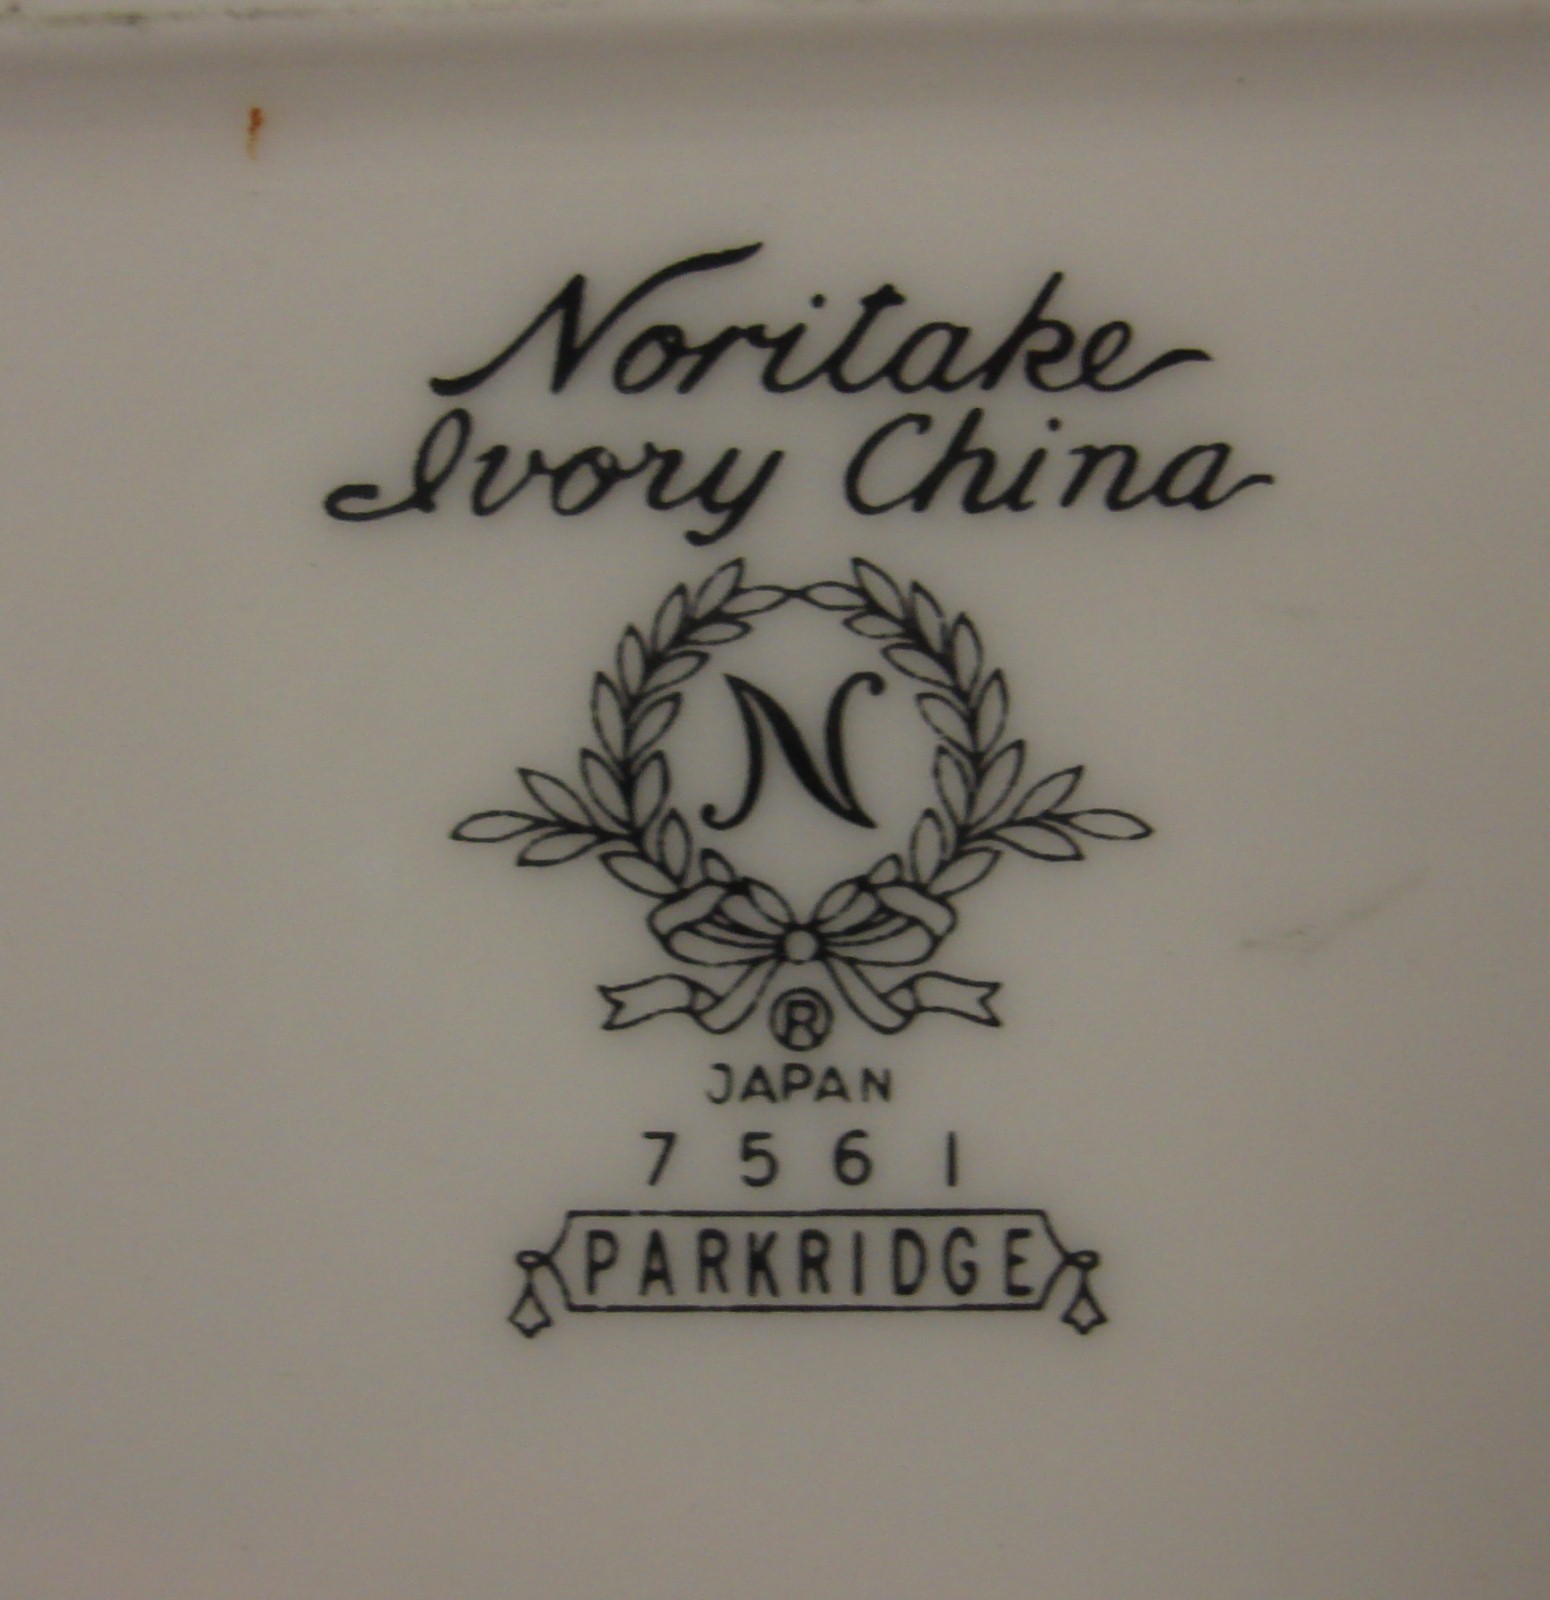 Noritake
Ivory China
N
®
JAPAN
7561
PARKRIDGE